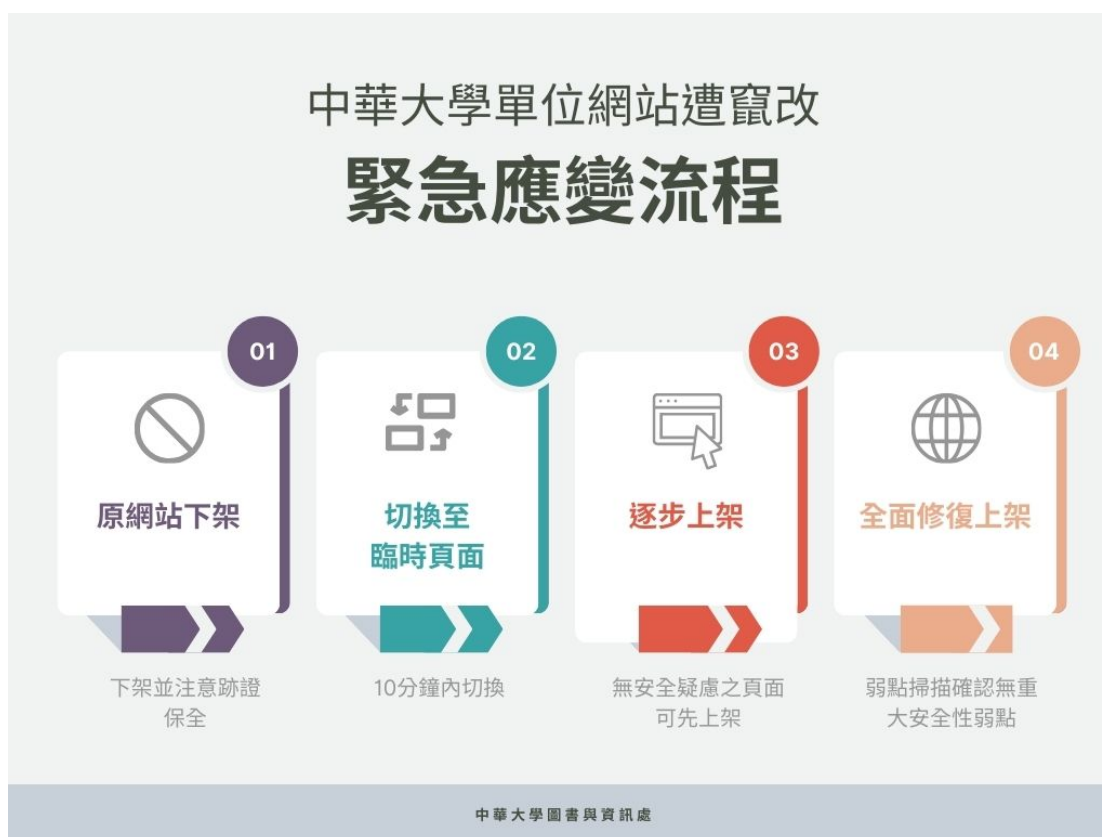 中華大學單位網站遭竄改
緊急應變流程
01
原網站下架
下架並注意跡證
保全
02
切換至
臨時頁面
10分鐘內切換
03
逐步上架
無安全疑慮之頁面
可先上架
04
全面修復上架
弱點掃描確認無重
大安全性弱點
中華大學圖書與資訊處